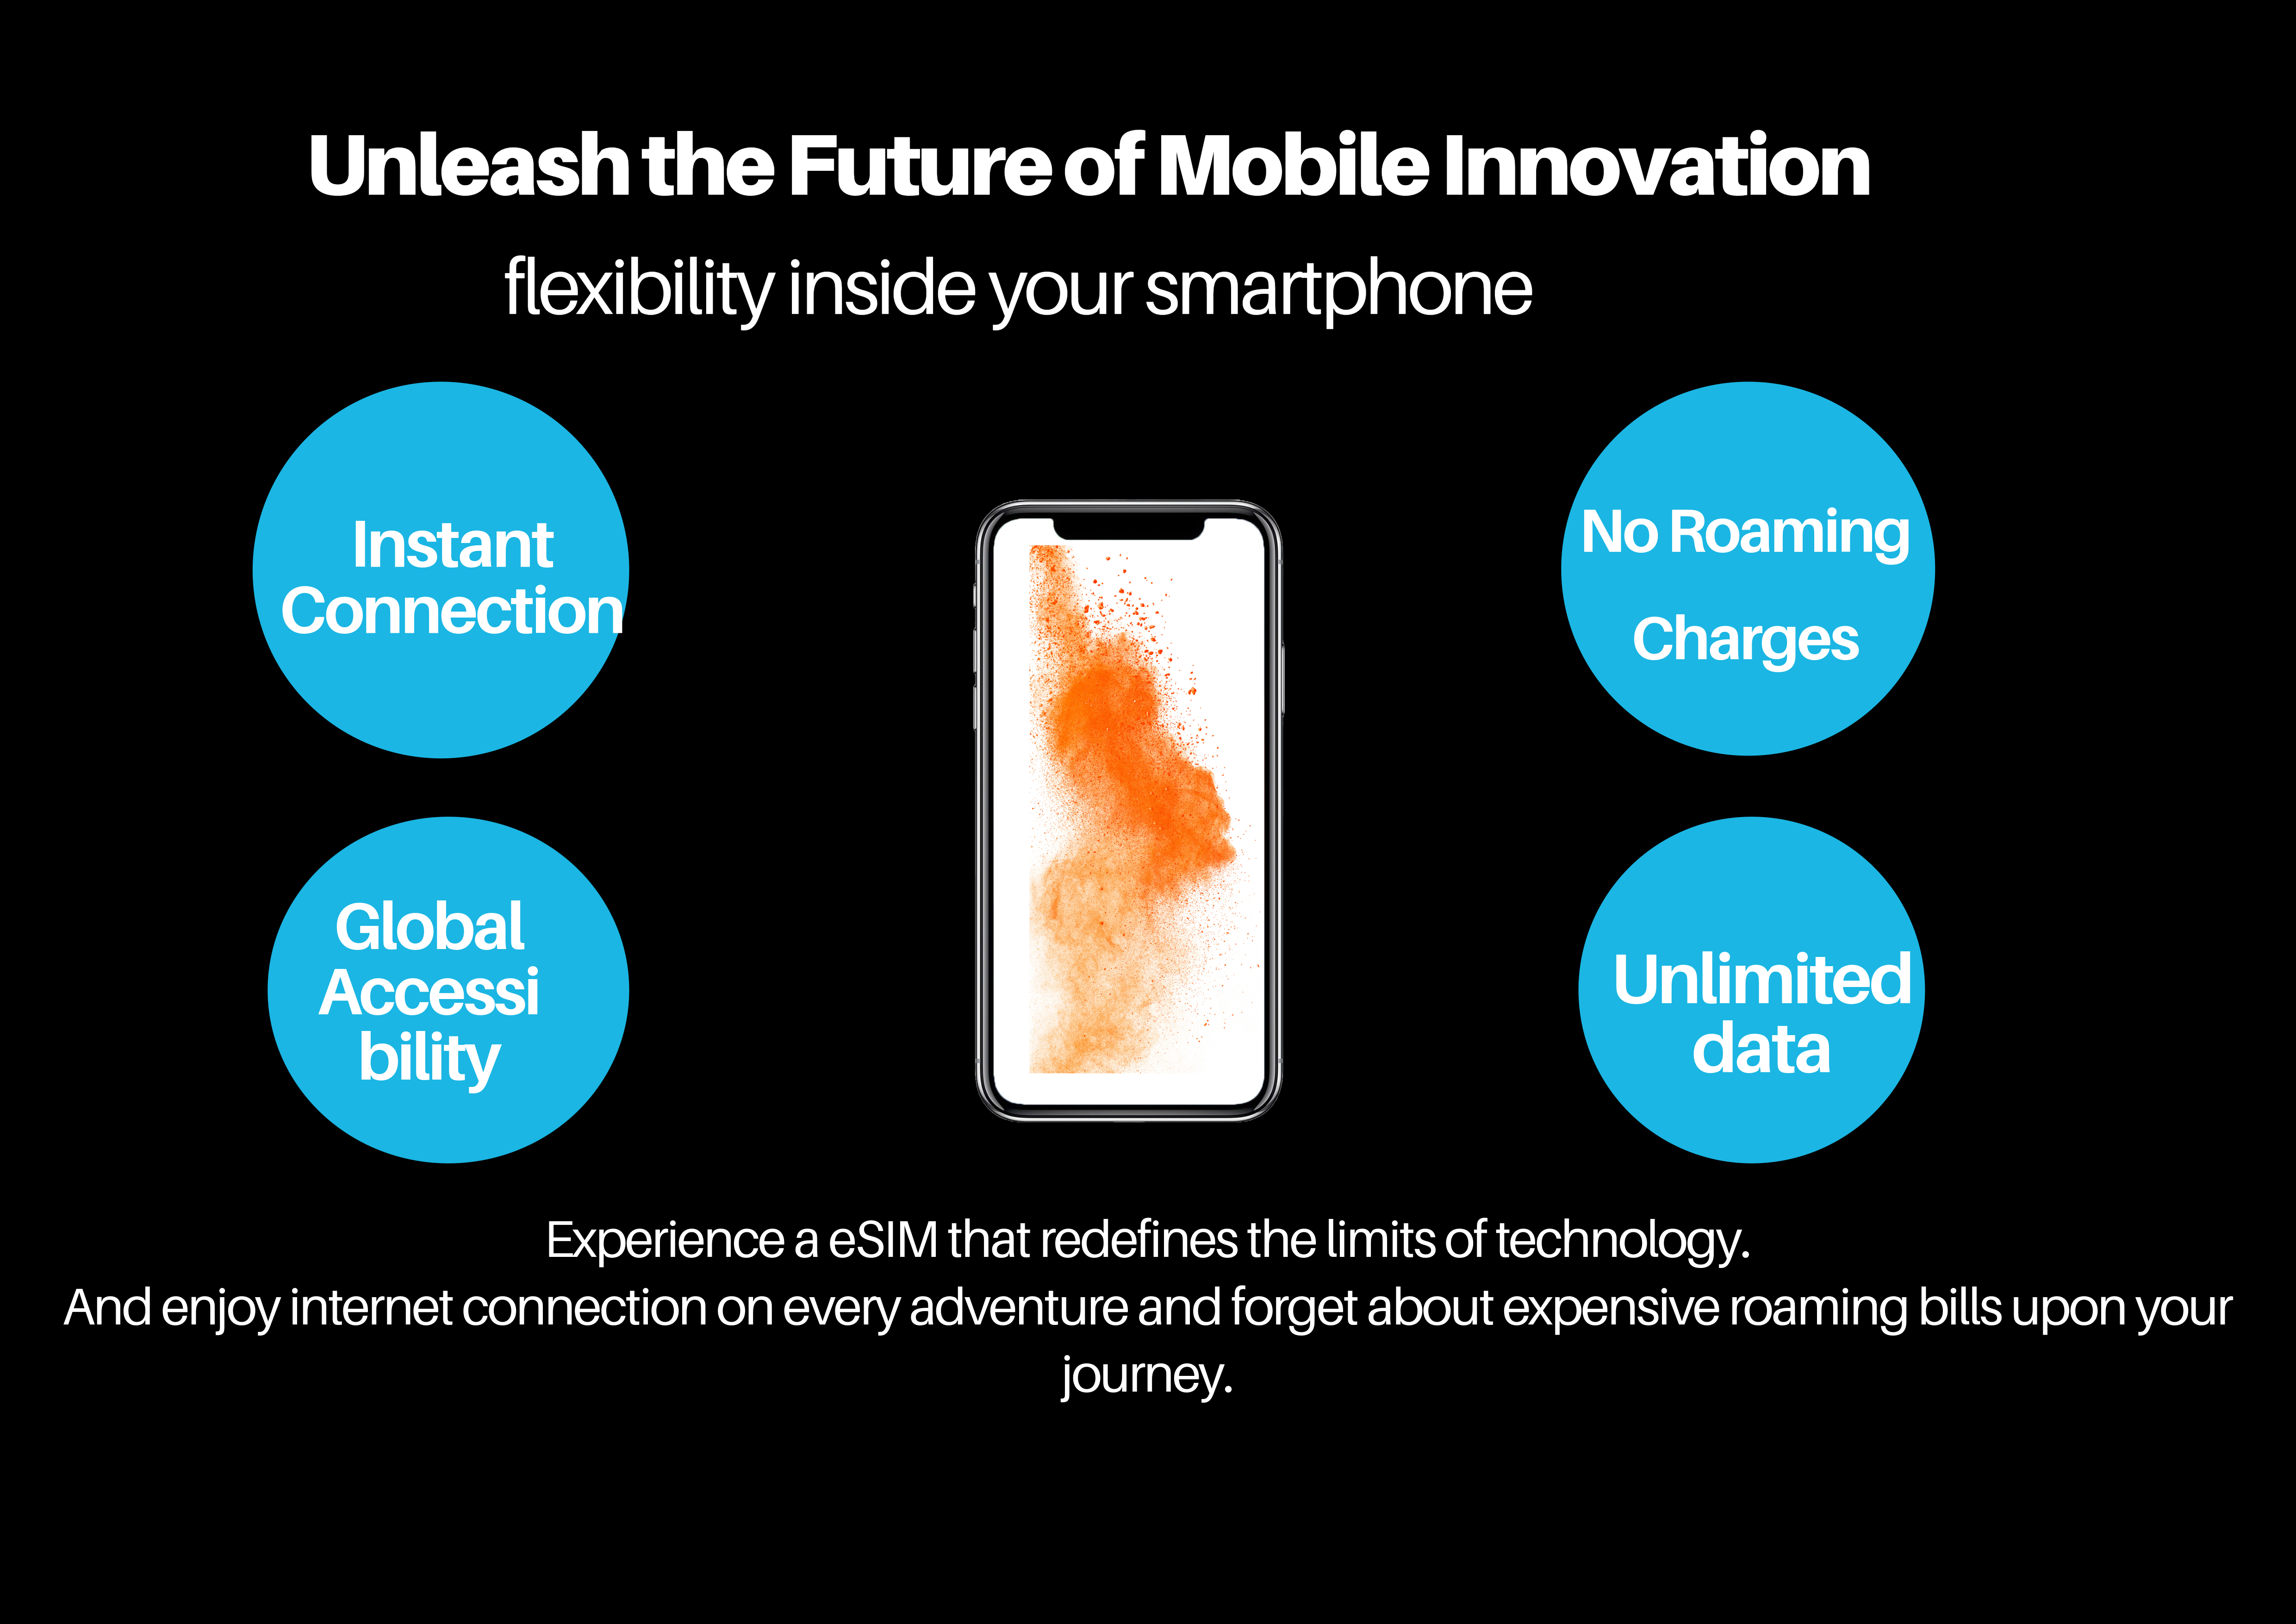 Unleash the Future of Mobile Innovation
flexibility inside your smartphone
Instant
Connection
No Roaming
Charges
Global
Accessi
bility
Unlimited
data
Experience a eSIM that redefines the limits of technology.
And enjoy internet connection on every adventure and forget about expensive roaming bills upon your
journey.